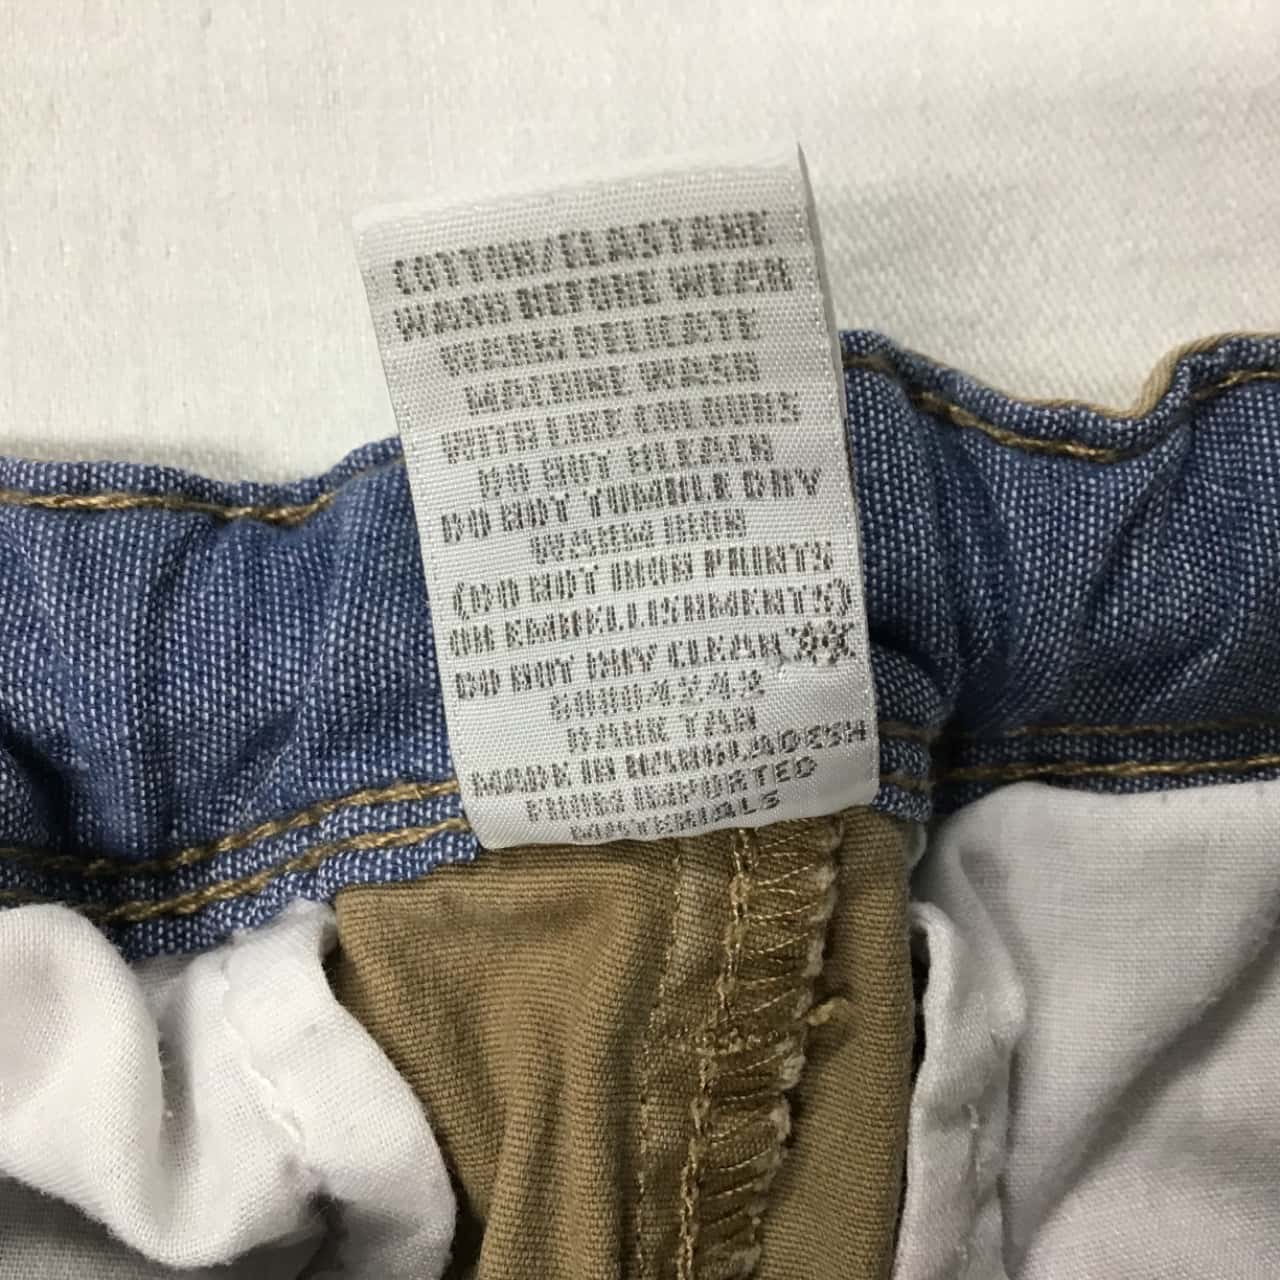 COTTON/ELASTANE
WASH BEFORE WEAR
WARM DELICATE
MACHINE WASH
WITH LIKE COLOURS
DO NOT BLEACH
DO NOT TUMBLE DRY
WARM IRON
(DO NOT IRON PRINTS
OR EMBELLISHMENTS)
DO NOT DRY CLEAN
DARK TAN
MADE IN BANGLADESH
FROM IMPORTED
MATERIALS